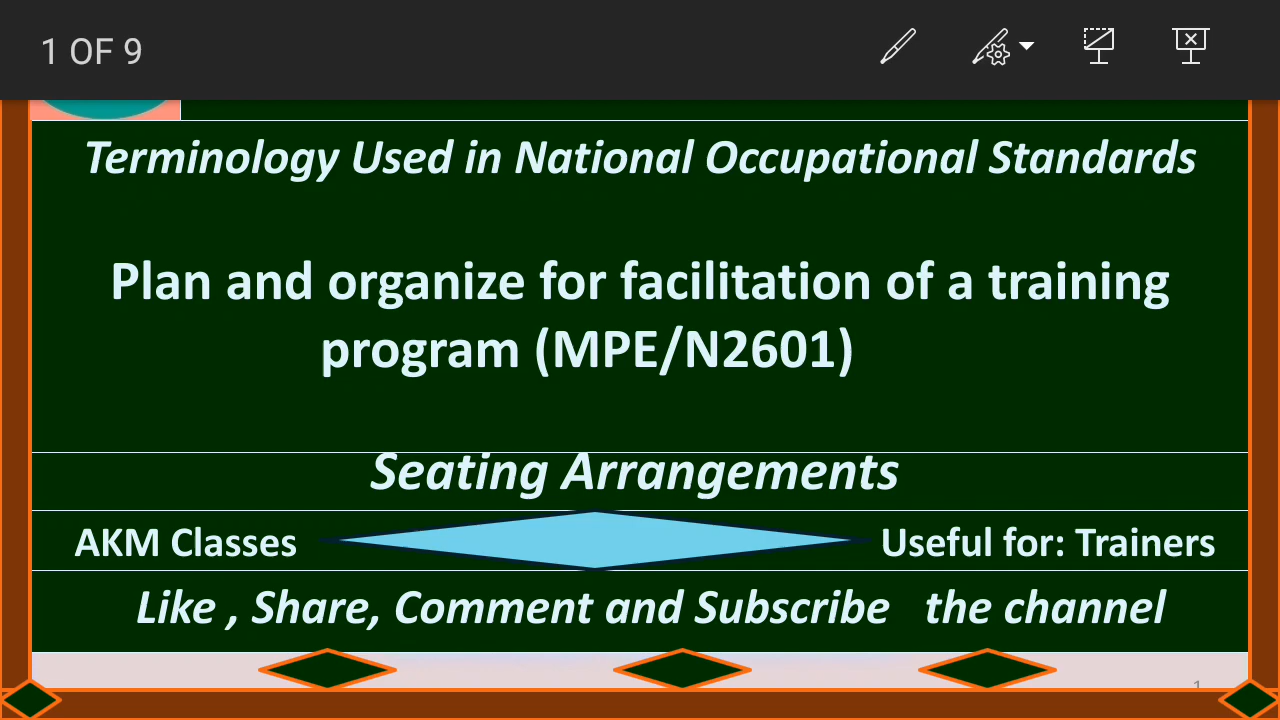 1 OF 9
Terminology Used in National Occupational Standards
Plan and organize for facilitation of a training
program (MPE/N2601)
Seating Arrangements
AKM Classes
Useful for: Trainers
Like , Share, Comment and Subscribe the channel
1